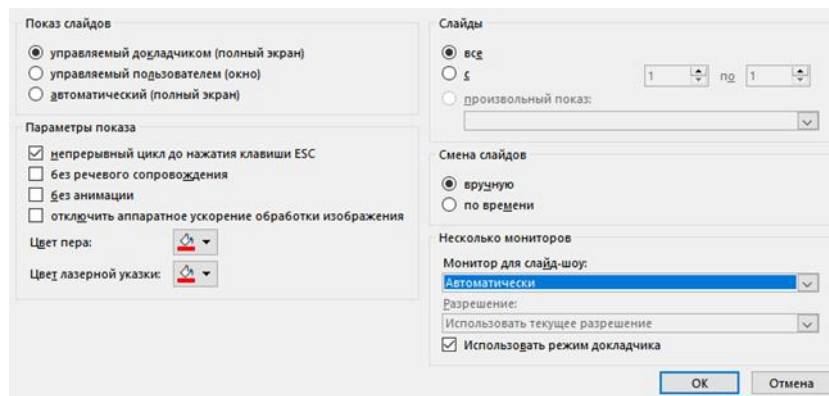 Показ слайдов
управляемый докладчиком (полный экран)
управляемый пользователем (окно)
автоматический (полный экран)
Параметры показа
непрерывный цикл до нажатия клавиши ESC
без речевого сопровождения
без анимации
отключить аппаратное ускорение обработки изображения
Цвет пера:
Цвет лазерной указки:
Слайды
все
с 1 по 1
произвольный показ:
Смена слайдов
вручную
по времени
Несколько мониторов
Монитор для слайд-шоу:
Автоматически
Разрешение:
Использовать текущее разрешение
Использовать режим докладчика
ОК Отмена